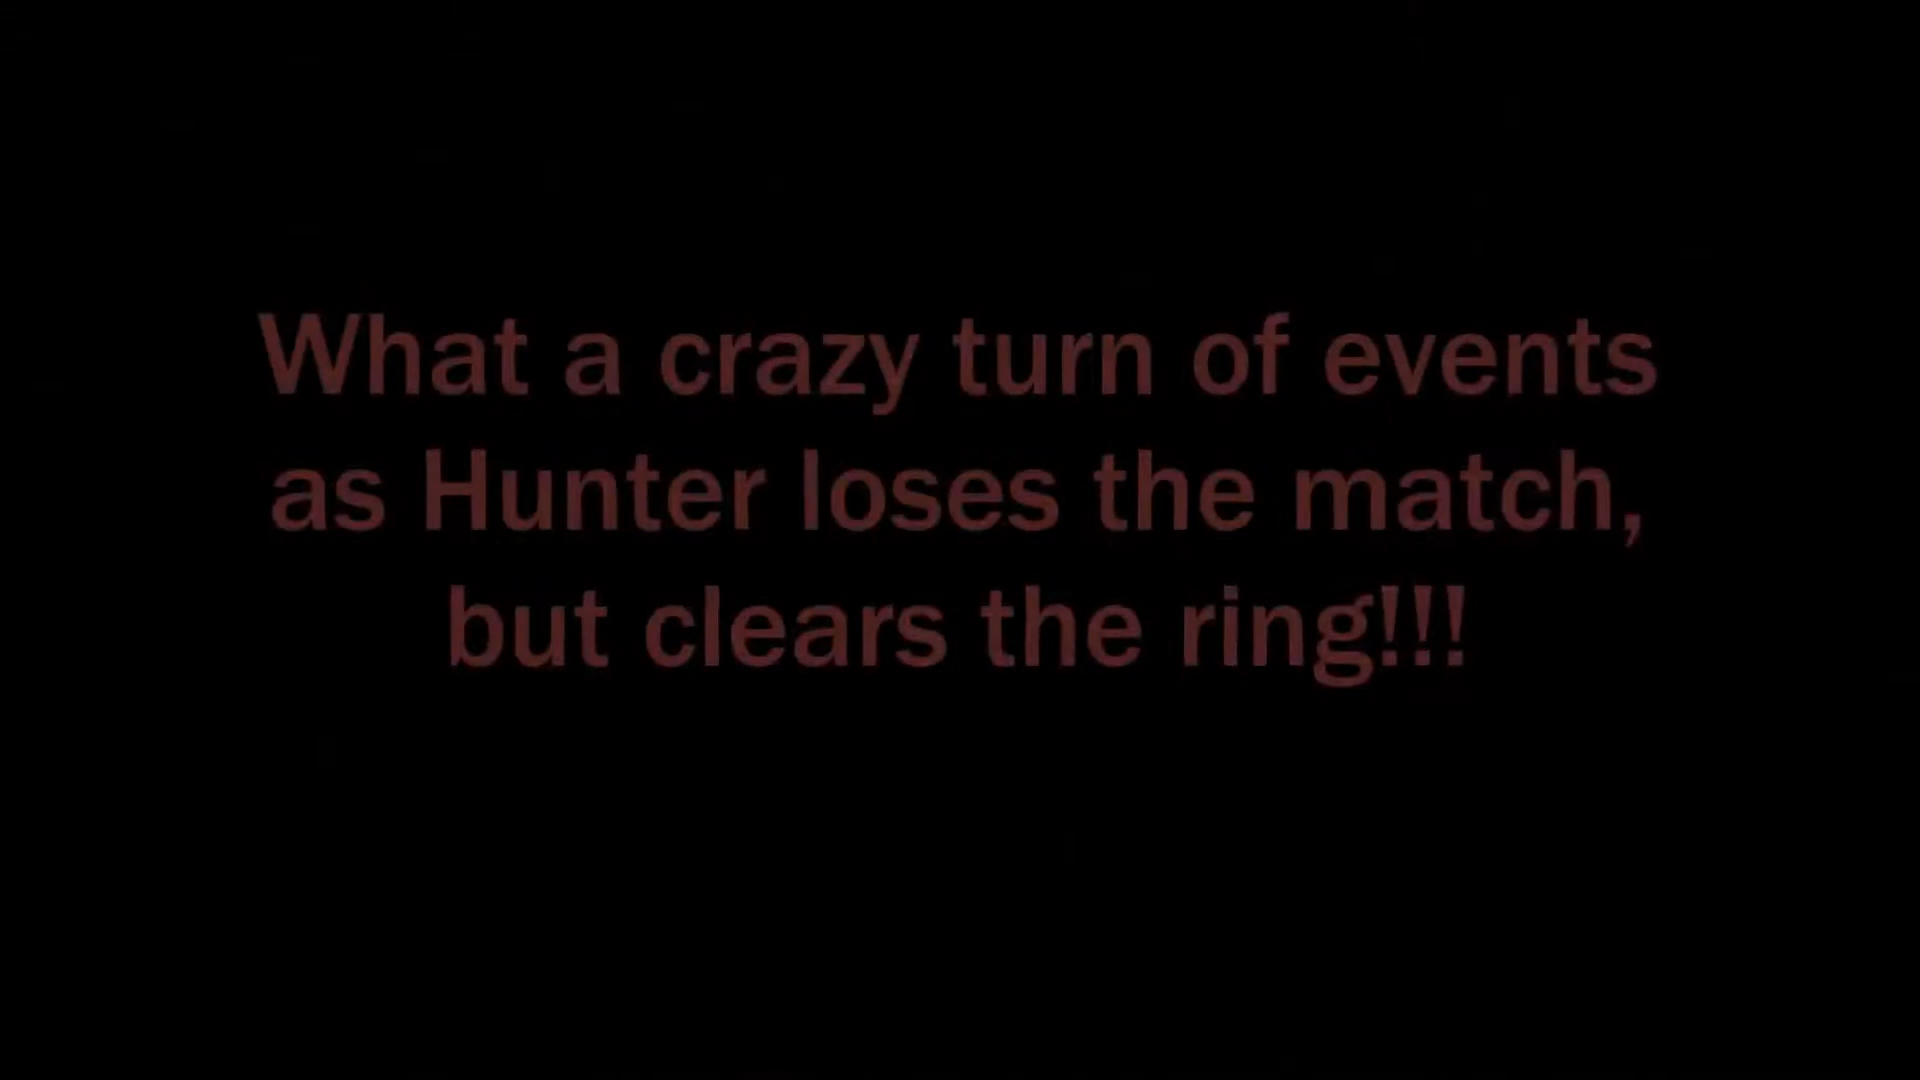 What a crazy turn of events
as Hunter loses the match,
but clears the ring!!!